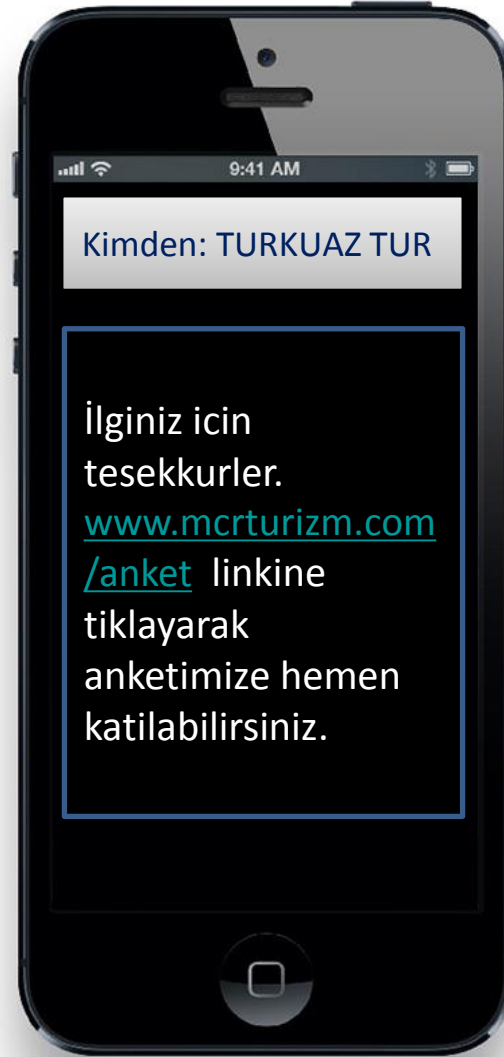 9:41 AM
Kimden: TURKUAZ TUR
İlginiz icin
tesekkurler.
www.mcrturizm.com
/anket linkine
tiklayarak
anketimize hemen
katilabilirsiniz.